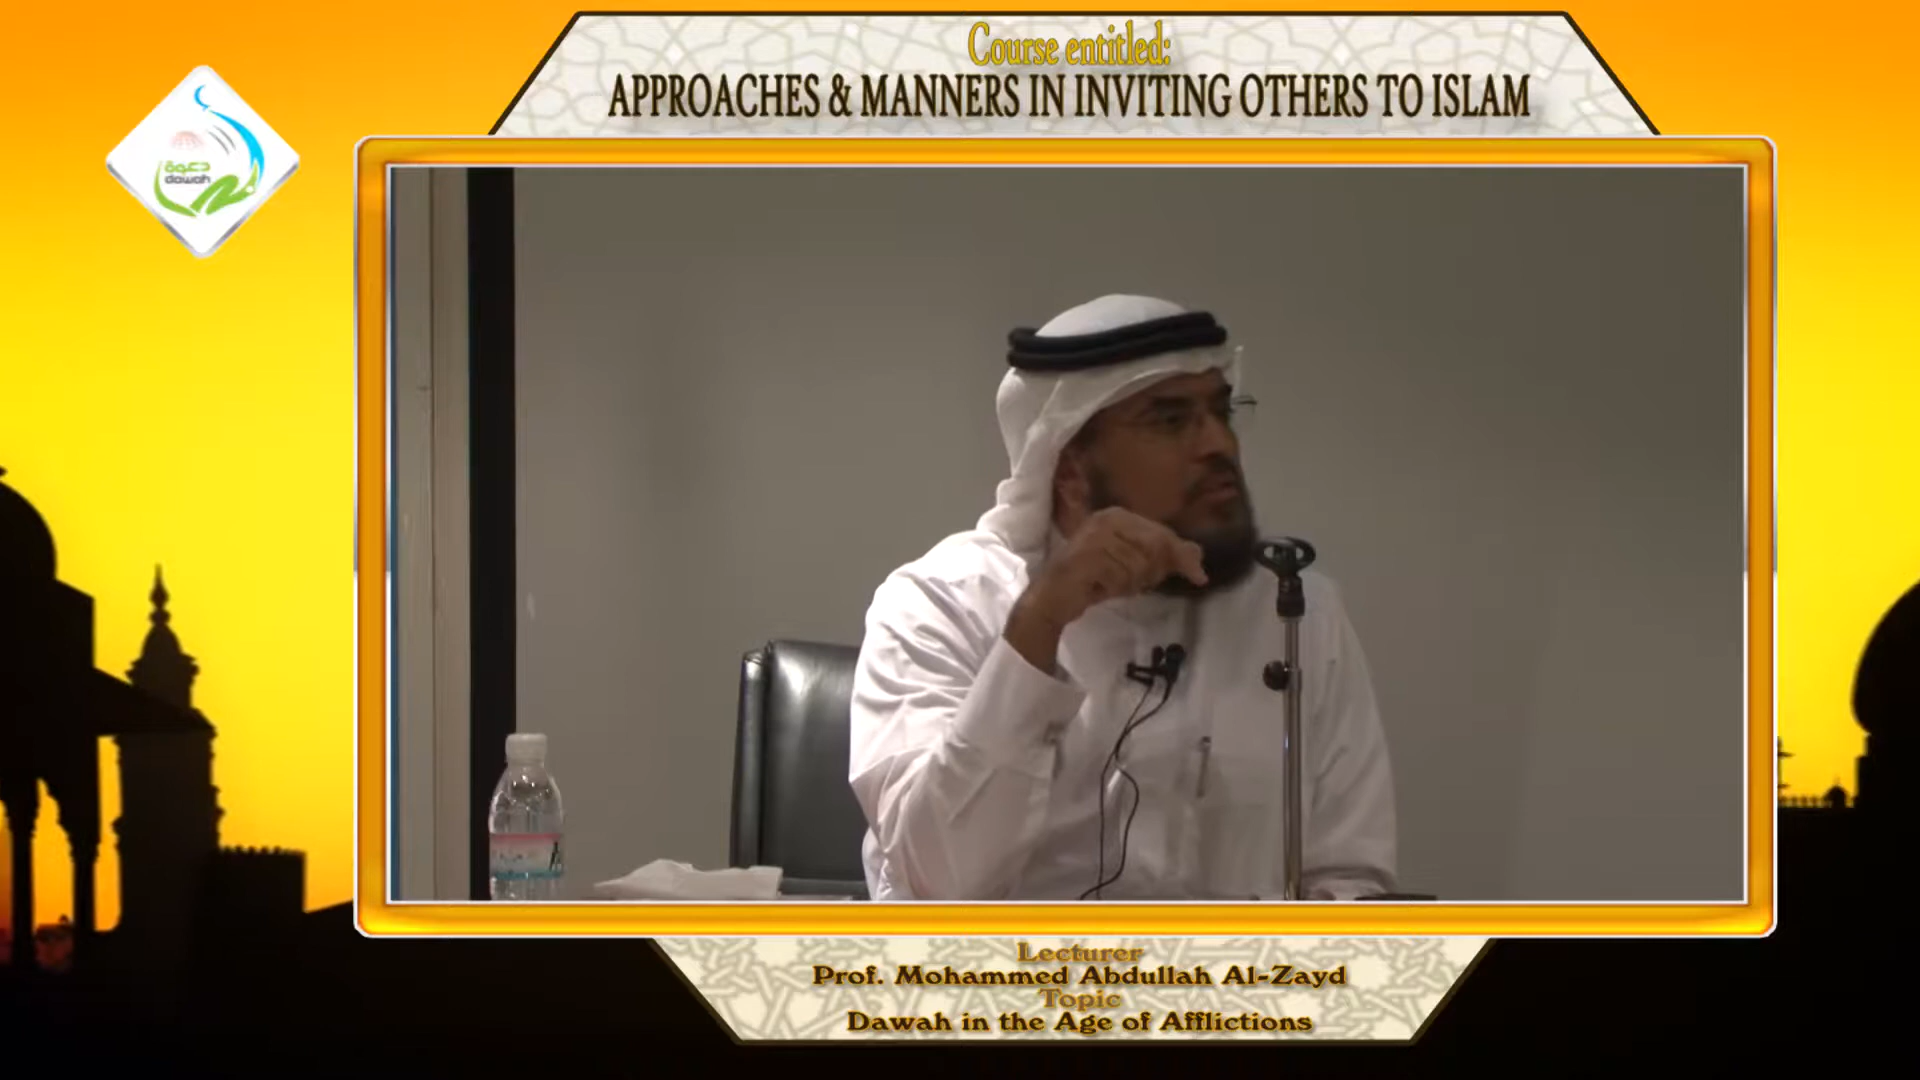 Course entitled:
APPROACHES & MANNERS IN INVITING OTHERS TO ISLAM
دعوة
dawah
Lecturer
Prof. Mohammed Abdullah Al-Zayd
Topic
Dawah in the Age of Afflictions